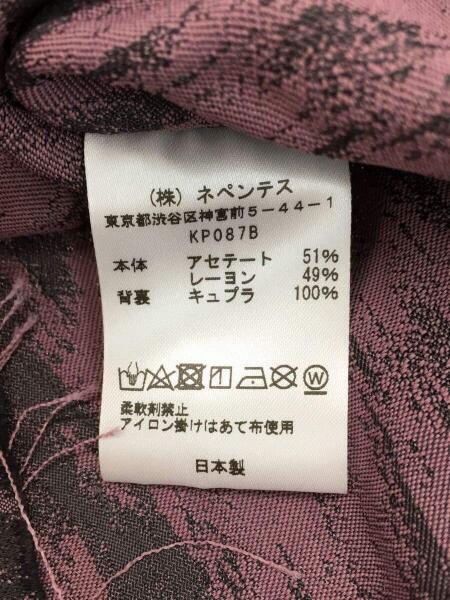 (株) ネペンテス
東京都渋谷区神宮前5-44-1
KP087B
本体 アセテート 51%
レーヨン 49%
背裏 キュプラ 100%
W
柔軟剤禁止
アイロン掛けはあて布使用
日本製